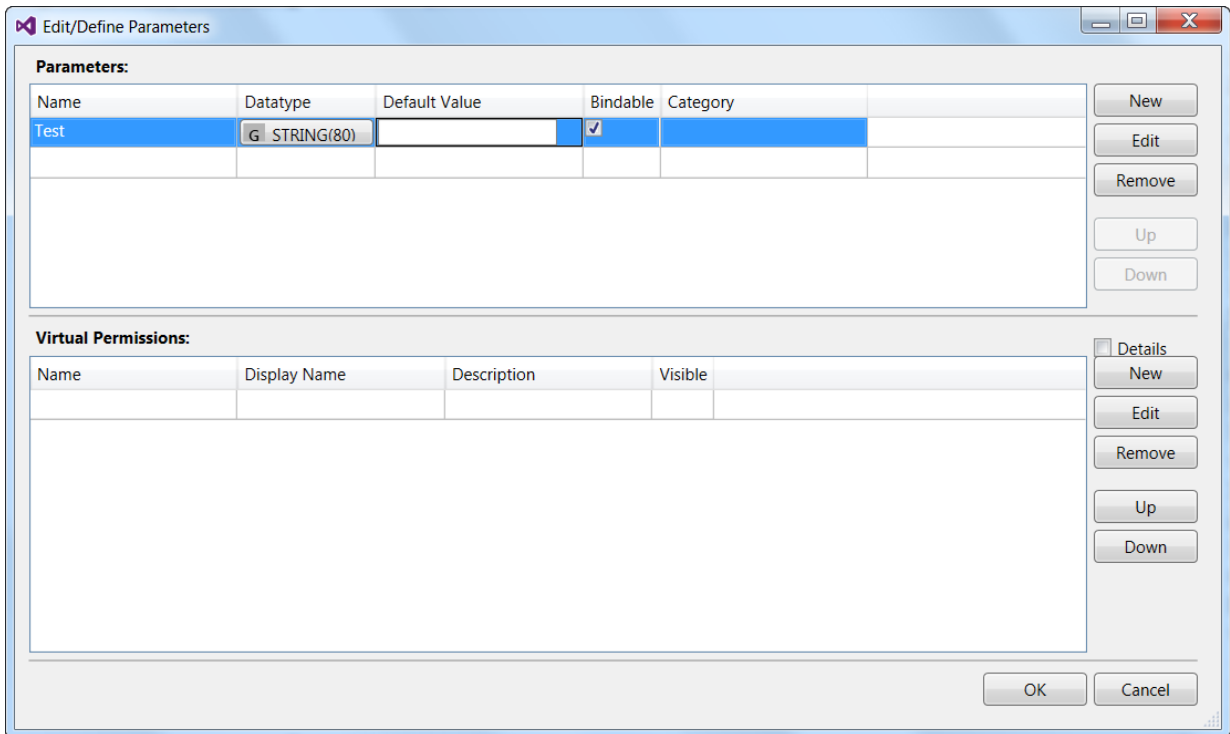 Edit/Define Parameters
Parameters:
Name Datatype Default Value Bindable Category
New
Test G STRING(80)
Edit
Remove
Up
Down
Virtual Permissions:
Details
Name Display Name Description Visible
New
Edit
Remove
Up
Down
OK Cancel